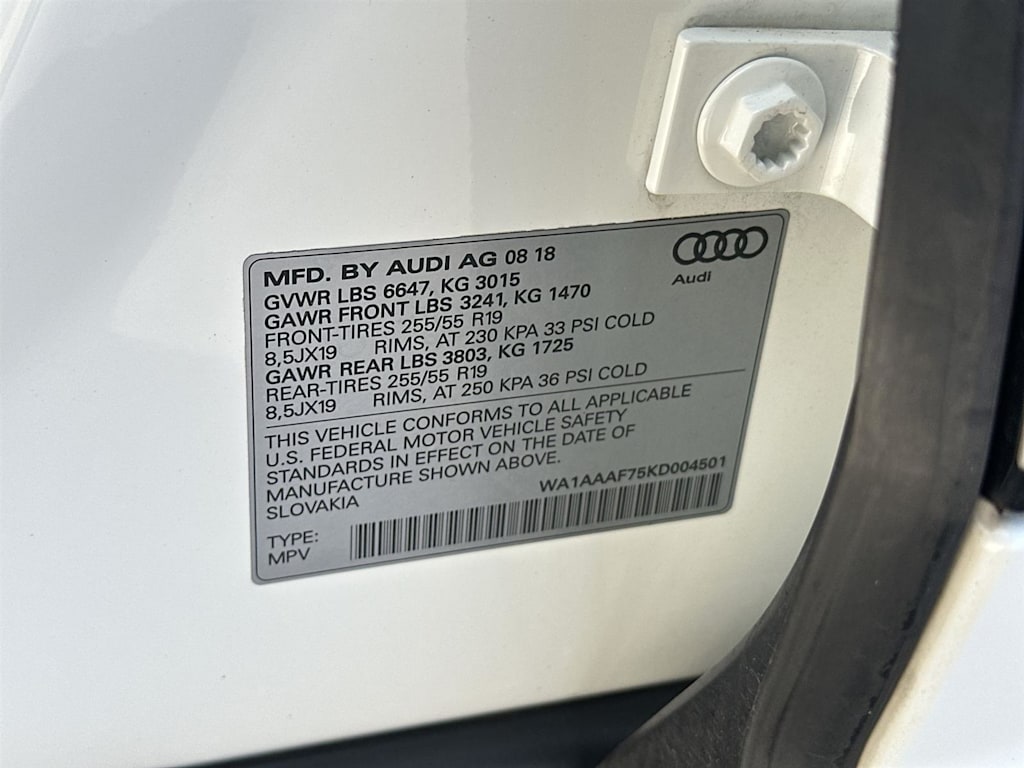 MFD. BY AUDI AG 08 18
Audi
GVWR LBS 6647, KG 3015
GAWR FRONT LBS 3241, KG 1470
FRONT-TIRES 255/55 R19
8,5JX19 RIMS, AT 230 KPA 33 PSI COLD
GAWR REAR LBS 3803, KG 1725
REAR-TIRES 255/55 R19
8,5JX19 RIMS, AT 250 KPA 36 PSI COLD
THIS VEHICLE CONFORMS TO ALL APPLICABLE
U.S. FEDERAL MOTOR VEHICLE SAFETY
STANDARDS IN EFFECT ON THE DATE OF
MANUFACTURE SHOWN ABOVE.
SLOVAKIA
WA1AAAF75KD004501
TYPE:
MPV